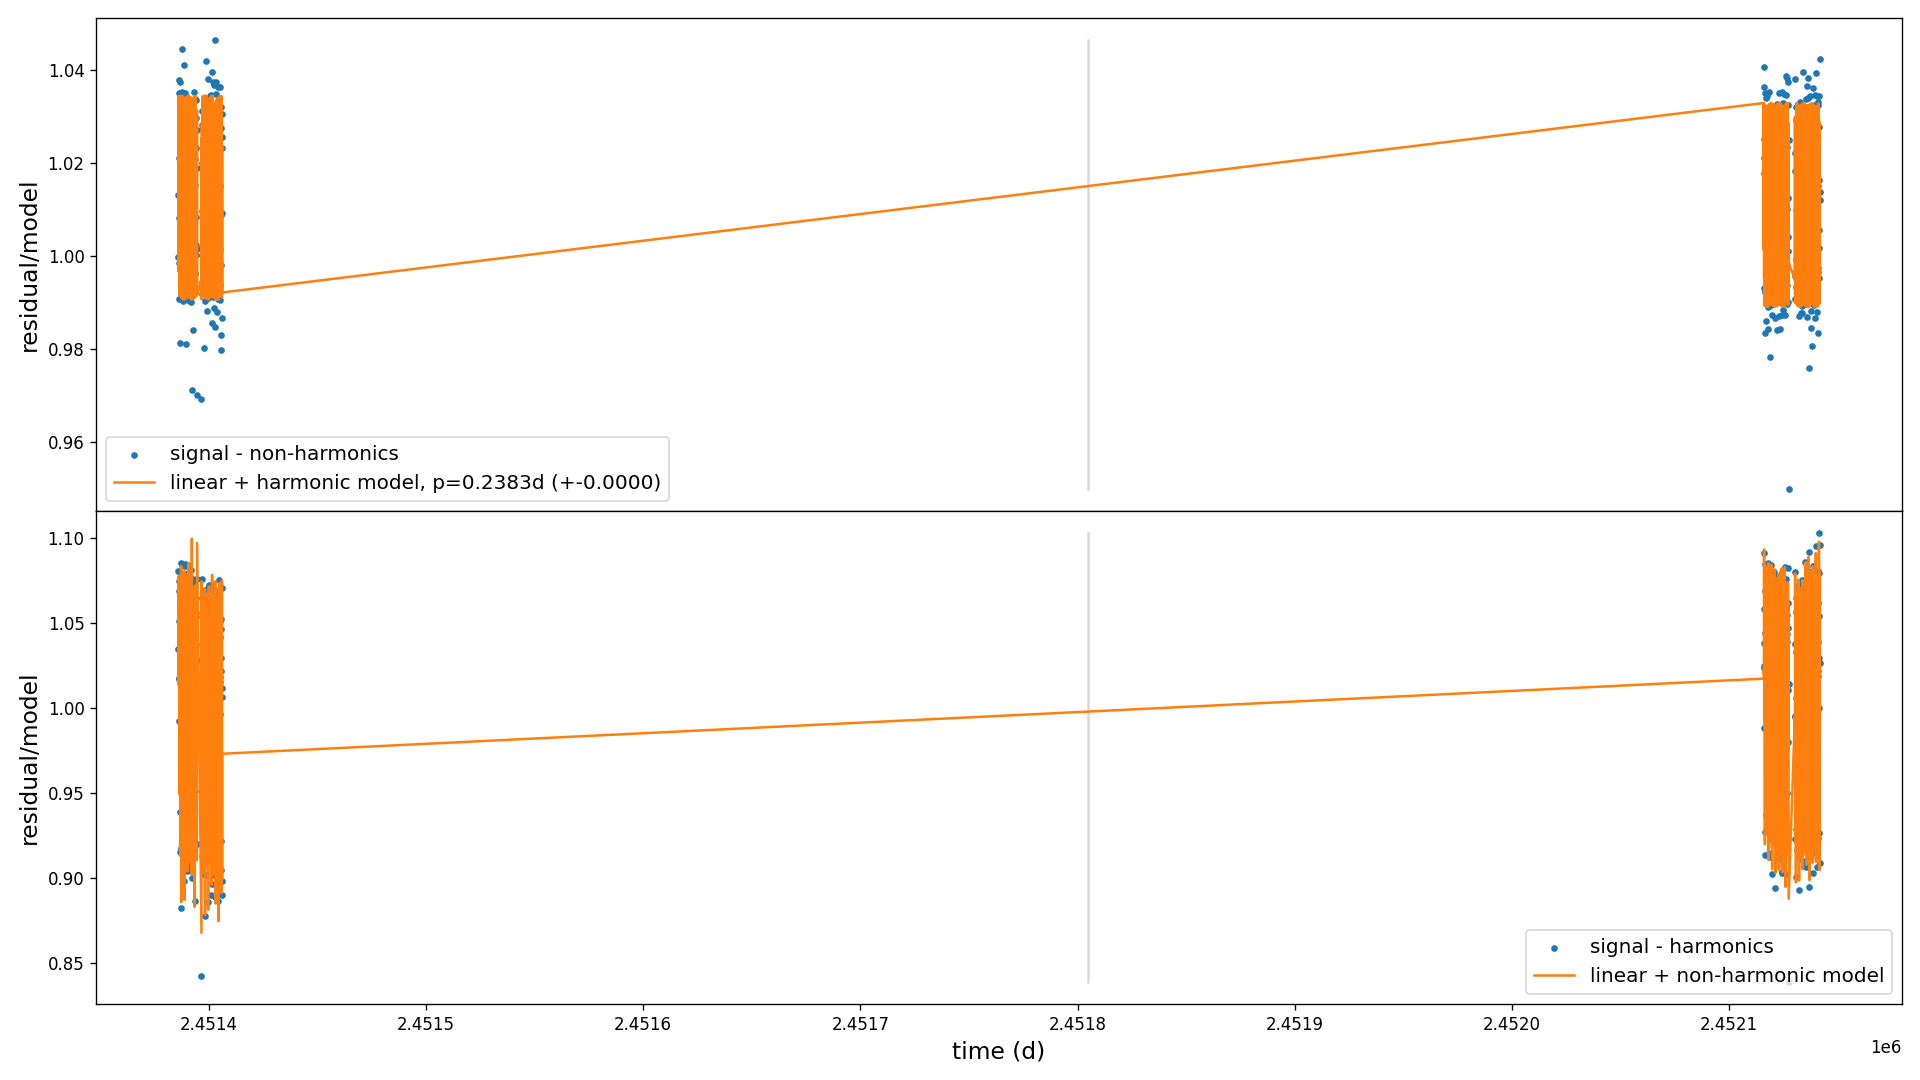 residual/model
1.04
1.02
1.00
0.98
0.96
signal - non-harmonics
linear + harmonic model, p=0.2383d (+-0.0000)
residual/model
1.10
1.05
1.00
0.95
0.90
0.85
signal - harmonics
linear + non-harmonic model
2.4514 2.4515 2.4516 2.4517 2.4518 2.4519 2.4520 2.4521
1e6
time (d)